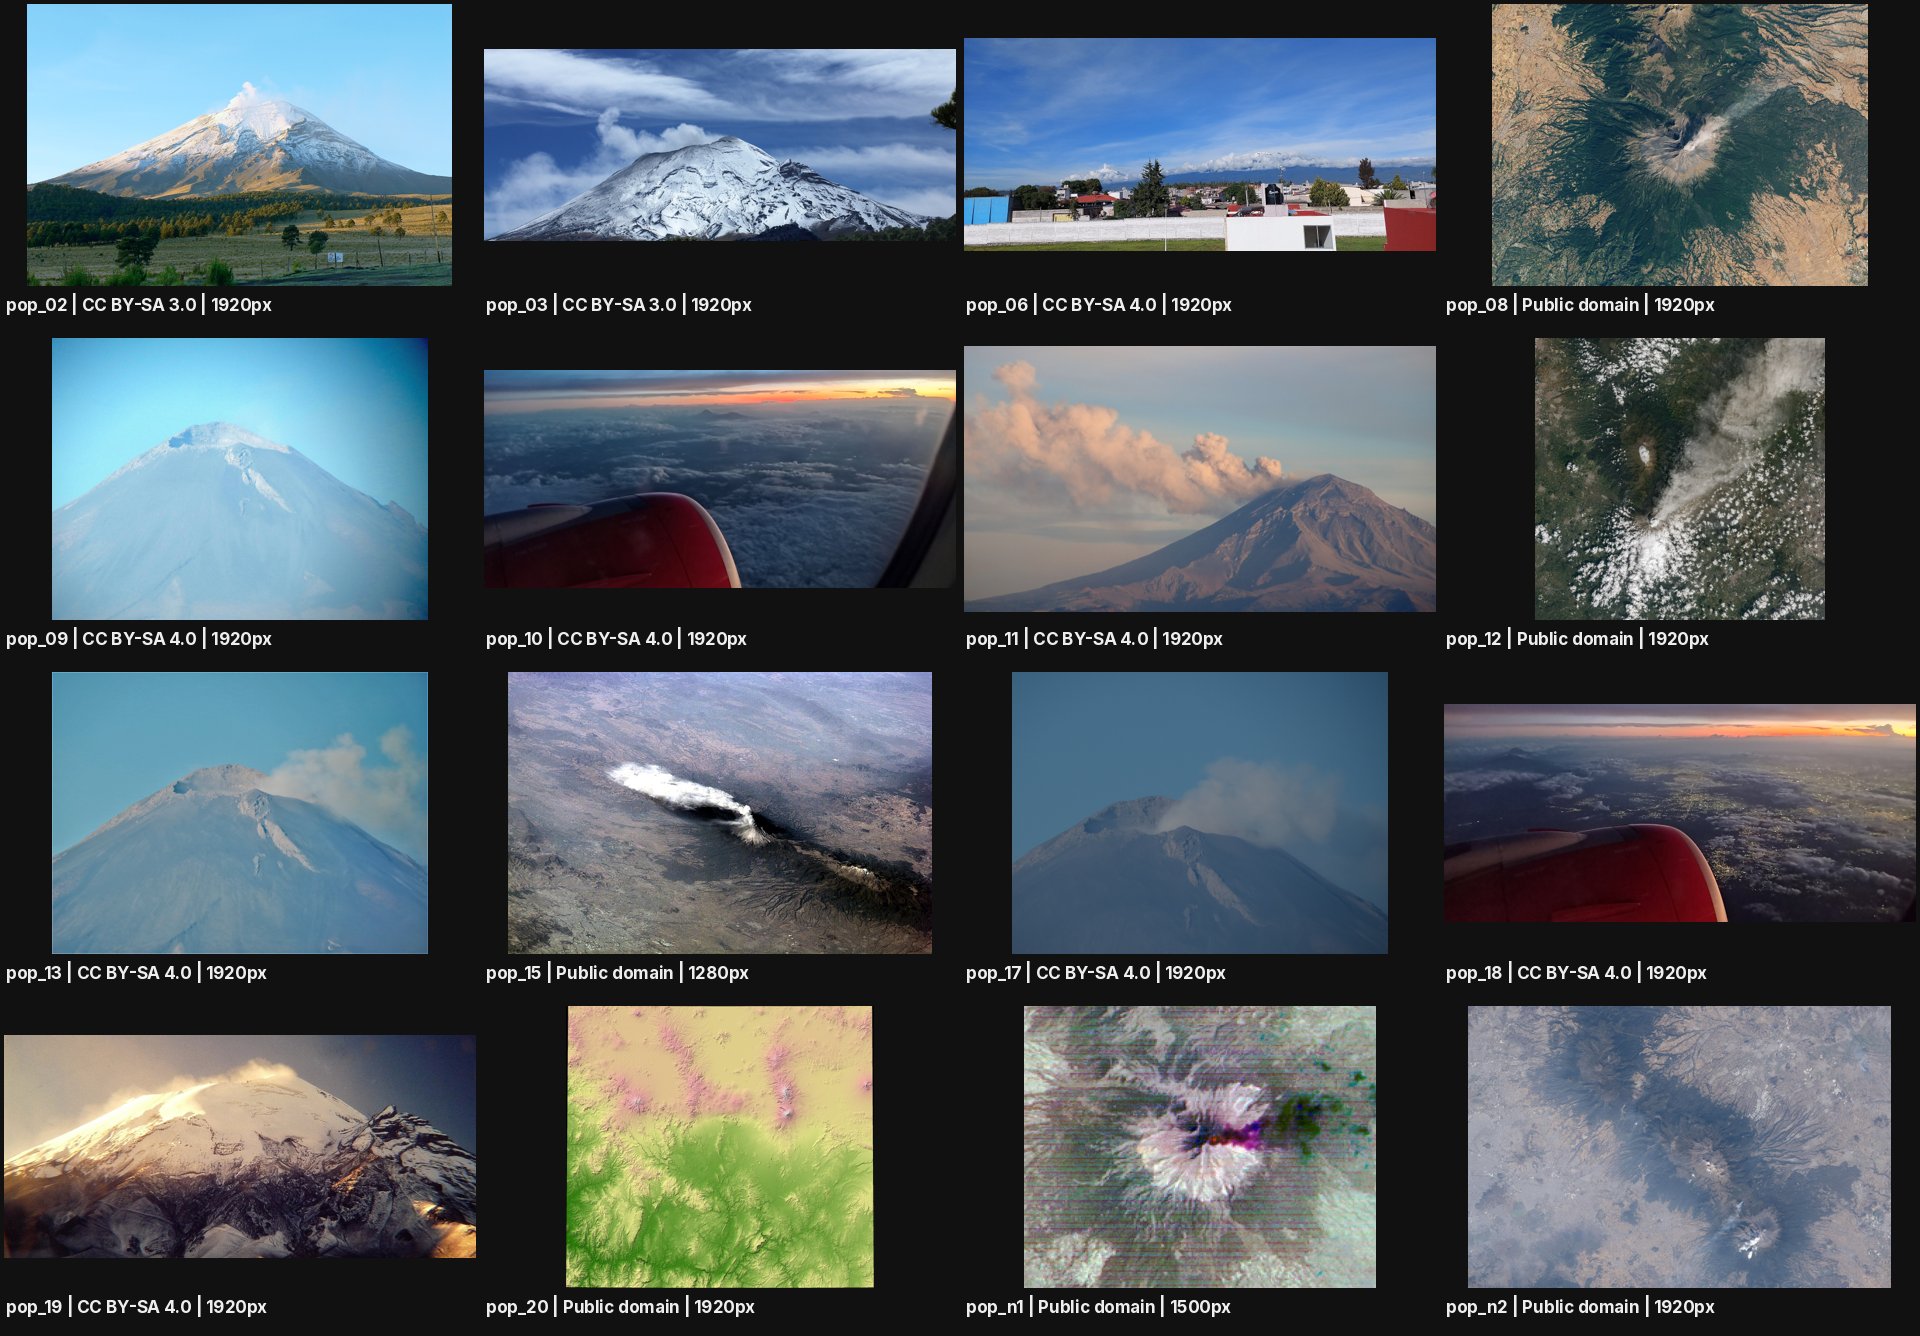 pop_02 | CC BY-SA 3.0 | 1920px
pop_03 | CC BY-SA 3.0 | 1920px
pop_06 | CC BY-SA 4.0 | 1920px
pop_08 | Public domain | 1920px
pop_09 | CC BY-SA 4.0 | 1920px
pop_10 | CC BY-SA 4.0 | 1920px
pop_11 | CC BY-SA 4.0 | 1920px
pop_12 | Public domain | 1920px
pop_13 | CC BY-SA 4.0 | 1920px
pop_15 | Public domain | 1280px
pop_17 | CC BY-SA 4.0 | 1920px
pop_18 | CC BY-SA 4.0 | 1920px
pop_19 | CC BY-SA 4.0 | 1920px
pop_20 | Public domain | 1920px
pop_n1 | Public domain | 1500px
pop_n2 | Public domain | 1920px